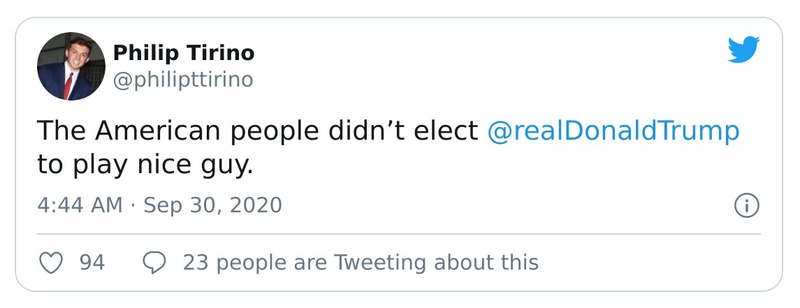 Philip Tirino
@philipttirino
The American people didn’t elect @realDonaldTrump
to play nice guy.
4:44 AM · Sep 30, 2020
94
23 people are Tweeting about this